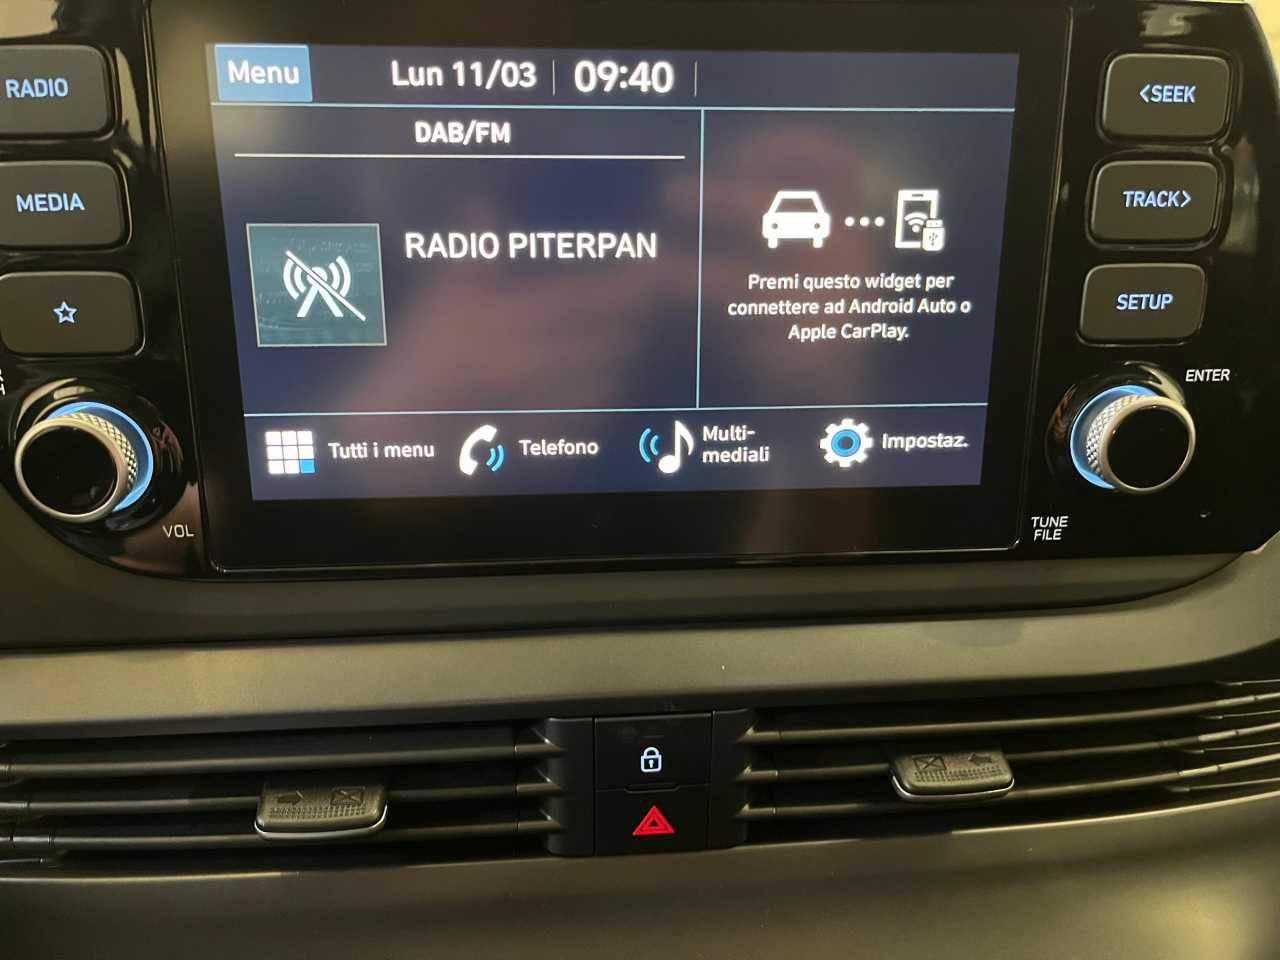 RADIO
MEDIA
VOL
Menu
Lun 11/03
09:40
DAB/FM
RADIO PITERPAN
Premi questo widget per
connettere ad Android Auto o
Apple CarPlay.
Tutti i menu
Telefono
Multi-
mediali
Impostaz.
<SEEK
TRACK>
SETUP
ENTER
TUNE
FILE